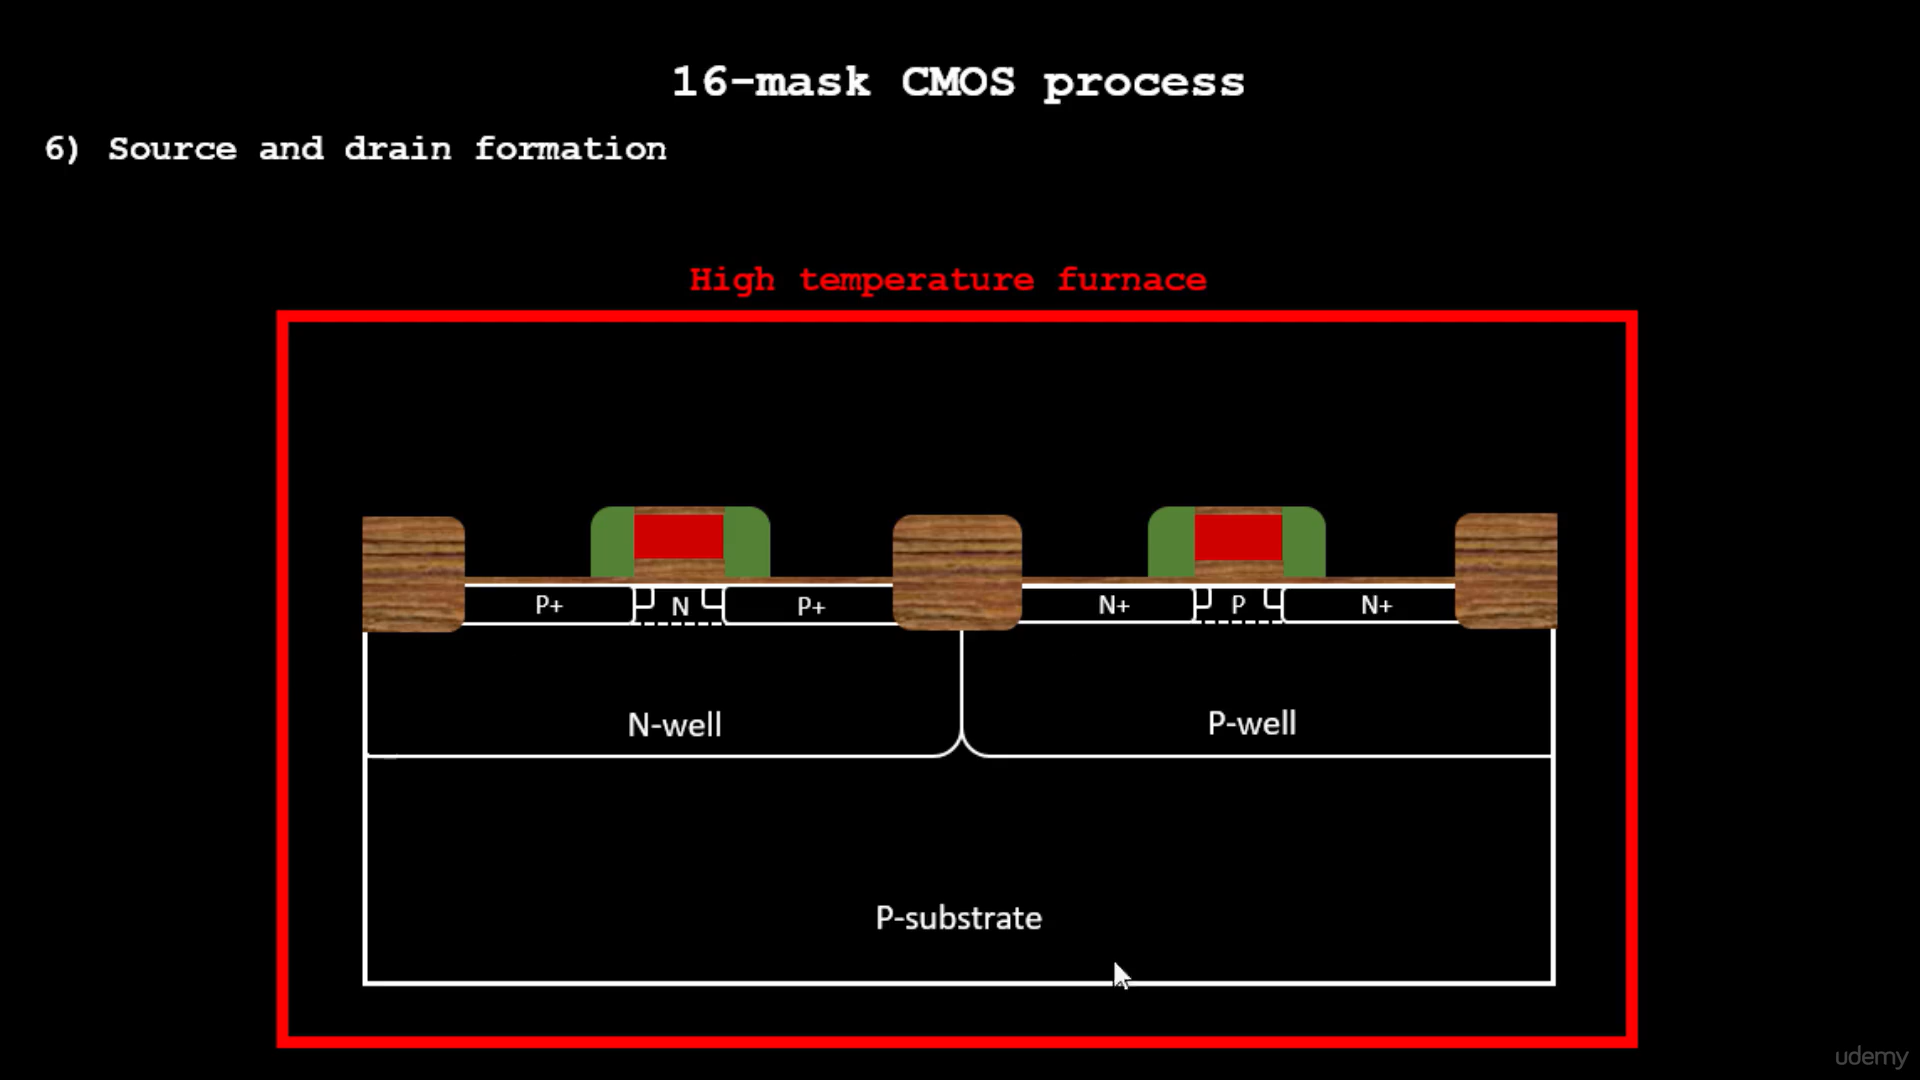 16-mask CMOS process
6) Source and drain formation
High temperature furnace
P+ N P+ N+ P N+
N-well P-well
P-substrate
udemy